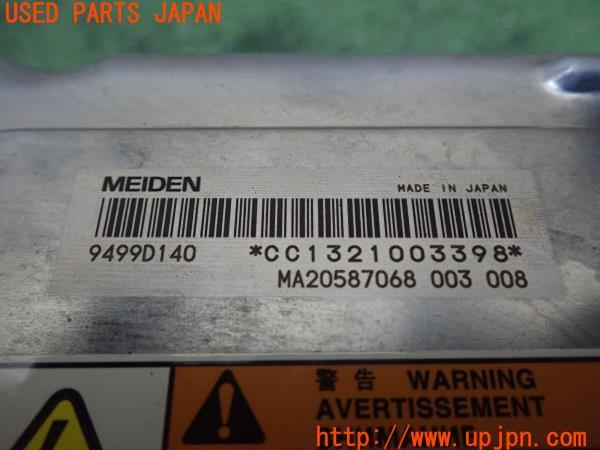 USED PARTS JAPAN
MEIDEN
MADE IN JAPAN
9499D140 *CC1321003398*
MA20587068 003 008
警告 WARNING
AVERTISSEMENT
www.upjpn.com